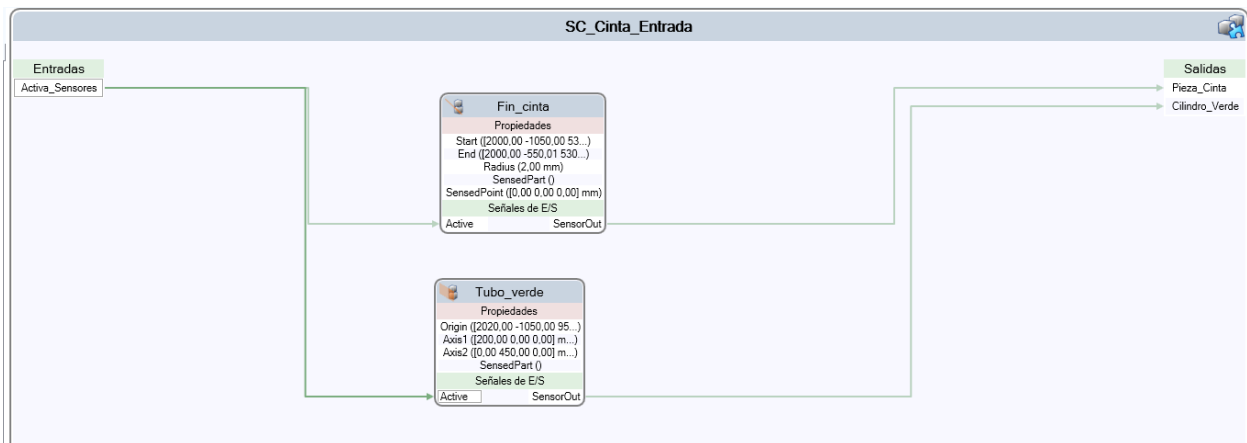 SC_Cinta_Entrada
Entradas
Activa_Sensores
Salidas
Pieza_Cinta
Cilindro_Verde
Fin_cinta
Propiedades
Start ([2000,00 -1050,00 53...)
End ([2000,00 -550,01 530...)
Radius (2,00 mm)
SensedPart ()
SensedPoint ([0,00 0,00 0,00] mm)
Señales de E/S
Active SensorOut
Tubo_verde
Propiedades
Origin ([2020,00 -1050,00 95...)
Axis1 ([200,00 0,00 0,00] m...)
Axis2 ([0,00 450,00 0,00] m...)
SensedPart ()
Señales de E/S
Active SensorOut